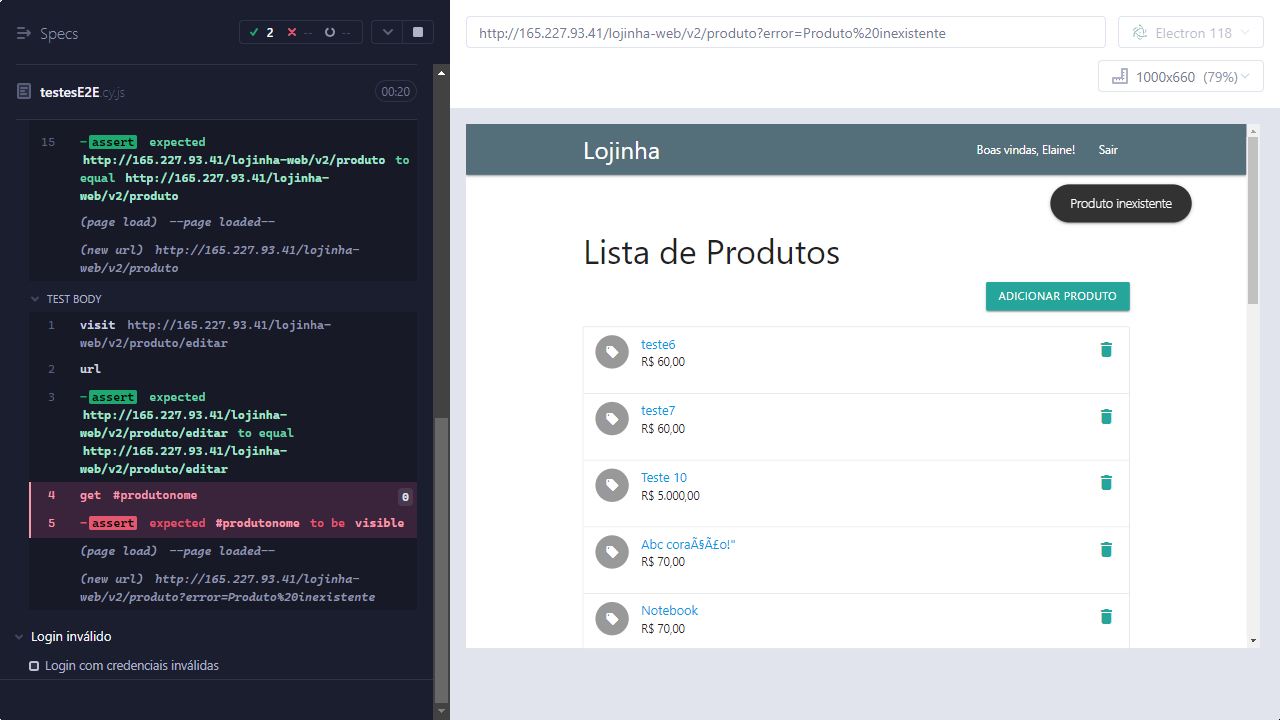 Specs
2
--
--
testesE2E.cy.js
00:20
15
-assert expected
http://165.227.93.41/lojinha-web/v2/produto to
equal http://165.227.93.41/lojinha-
web/v2/produto
(page load) --page loaded--
(new url) http://165.227.93.41/lojinha-
web/v2/produto
TEST BODY
1 visit http://165.227.93.41/lojinha-
web/v2/produto/editar
2 url
3 -assert expected
http://165.227.93.41/lojinha-
web/v2/produto/editar to equal
http://165.227.93.41/lojinha-
web/v2/produto/editar
4 get #produtonome 0
5 -assert expected #produtonome to be visible
(page load) --page loaded--
(new url) http://165.227.93.41/lojinha-
web/v2/produto?error=Produto%20inexistente
Login inválido
Login com credenciais inválidas
http://165.227.93.41/lojinha-web/v2/produto?error=Produto%20inexistente
Electron 118
1000x660 (79%)
Lojinha
Boas vindas, Elaine!
Sair
Produto inexistente
Lista de Produtos
ADICIONAR PRODUTO
teste6
R$ 60,00
teste7
R$ 60,00
Teste 10
R$ 5.000,00
Abc coraÃ§Ã£o!"
R$ 70,00
Notebook
R$ 70,00